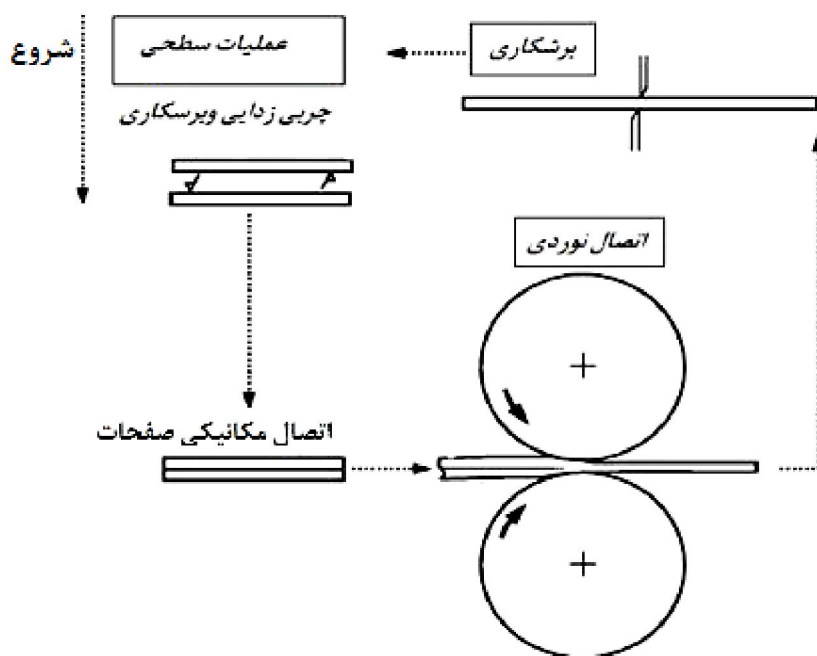 شروع
عملیات سطحی
برشکاری
چربی زدایی وبرسکاری
اتصال نوردی
اتصال مکانیکی صفحات